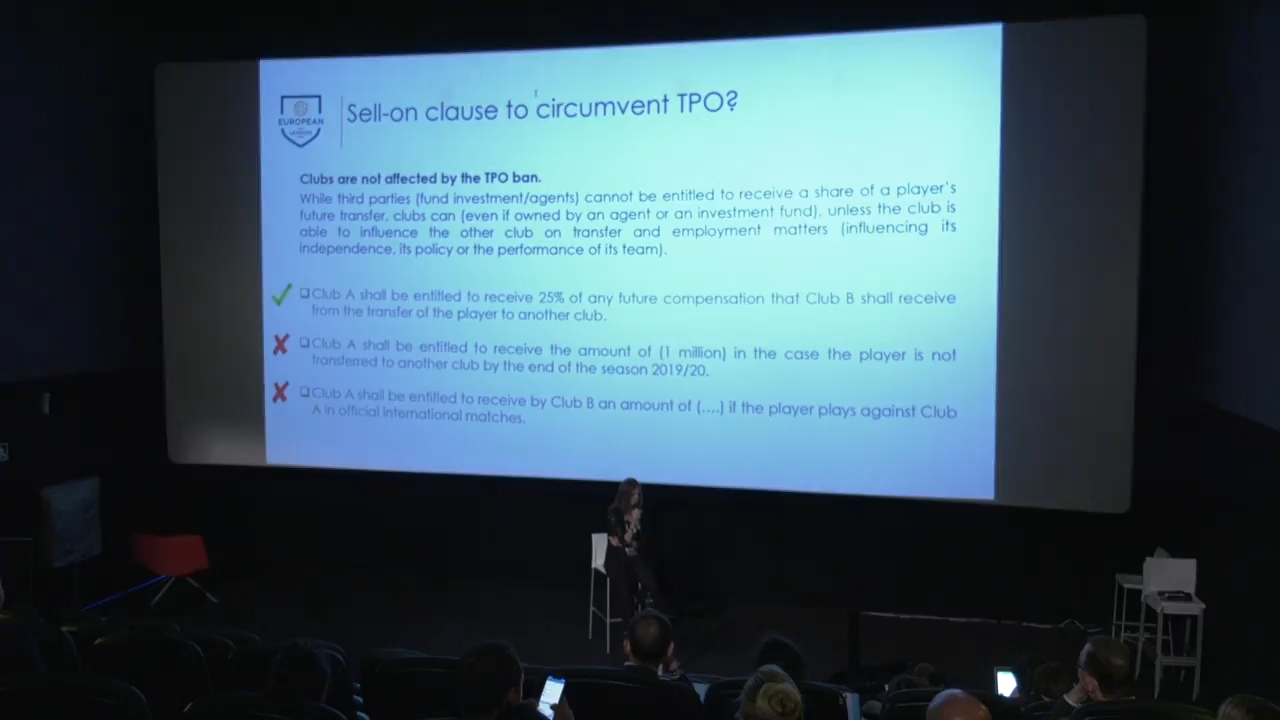 EUROPEAN
LEAGUES
Sell-on clause to circumvent TPO?
Clubs are not affected by the TPO ban.
While third parties (fund investment/agents) cannot be entitled to receive a share of a player's
future transfer, clubs can (even if owned by an agent or an investment fund), unless the club is
able to influence the other club on transfer and employment matters (influencing its
independence, its policy or the performance of its team).
Club A shall be entitled to receive 25% of any future compensation that Club B shall receive
from the transfer of the player to another club.
Club A shall be entitled to receive the amount of (1 million) in the case the player is not
transferred to another club by the end of the season 2019/20.
Club A shall be entitled to receive by Club B an amount of (....) if the player plays against Club
A in official international matches.